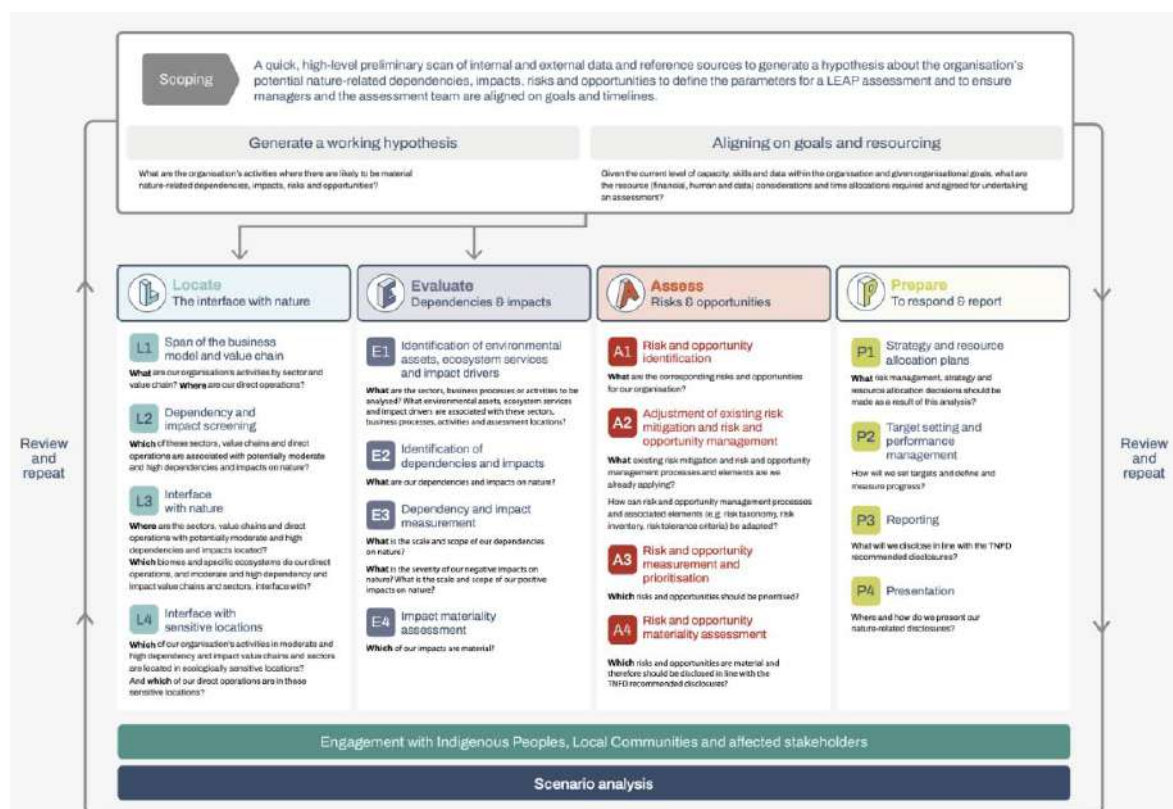 Scoping
A quick, high-level preliminary scan of internal and external data and reference sources to generate a hypothesis about the organisation's
potential nature-related dependencies, impacts, risks and opportunities to define the parameters for a LEAP assessment and to ensure
managers and the assessment team are aligned on goals and timelines.
Generate a working hypothesis
What are the organisation's activities where there are likely to be material
nature-related dependencies, impacts, risks and opportunities?
Aligning on goals and resourcing
Given the current level of capacity, skills and data within the organisation and given organisational goals, what are
the resource (financial, human and data) considerations and time allocations required and agreed for undertaking
an assessment?
Review
and
repeat
Locate
The interface with nature
L1
Span of the business
model and value chain
What are our organisation's activities by sector and
value chain? Where are our direct operations?
L2
Dependency and
impact screening
Which of these sectors, value chains and direct
operations are associated with potentially moderate
and high dependencies and impacts on nature?
L3
Interface
with nature
Where are the sectors, value chains and direct
operations with potentially moderate and high
dependencies and impacts located?
Which biomes and specific ecosystems do our direct
operations, and moderate and high dependency and
impact value chains and sectors, interface with?
L4
Interface with
sensitive locations
Which of our organisation's activities in moderate and
high dependency and impact value chains and sectors
are located in ecologically sensitive locations?
And which of our direct operations are in these
sensitive locations?
Evaluate
Dependencies & impacts
E1
Identification of environmental
assets, ecosystem services
and impact drivers
What are the sectors, business processes or activities to be
analysed? What environmental assets, ecosystem services
and impact drivers are associated with these sectors,
business processes, activities and assessment locations?
E2
Identification of
dependencies and impacts
What are our dependencies and impacts on nature?
E3
Dependency and impact
measurement
What is the scale and scope of our dependencies
on nature?
What is the severity of our negative impacts on
nature? What is the scale and scope of our positive
impacts on nature?
E4
Impact materiality
assessment
Which of our impacts are material?
Assess
Risks & opportunities
A1
Risk and opportunity
identification
What are the corresponding risks and opportunities
for our organisation?
A2
Adjustment of existing risk
mitigation and risk and
opportunity management
What existing risk mitigation and risk and opportunity
management processes and elements are we
already applying?
How can risk and opportunity management processes
and associated elements (e.g. risk taxonomy, risk
inventory, risk tolerance criteria) be adapted?
A3
Risk and opportunity
measurement and
prioritisation
Which risks and opportunities should be prioritised?
A4
Risk and opportunity
materiality assessment
Which risks and opportunities are material and
therefore should be disclosed in line with the
TNFD recommended disclosures?
Prepare
To respond & report
P1
Strategy and resource
allocation plans
What risk management, strategy and
resource allocation decisions should be
made as a result of this analysis?
P2
Target setting and
performance
management
How will we set targets and define and
measure progress?
P3
Reporting
What will we disclose in line with the TNFD
recommended disclosures?
P4
Presentation
Where and how do we present our
nature-related disclosures?
Review
and
repeat
Engagement with Indigenous Peoples, Local Communities and affected stakeholders
Scenario analysis